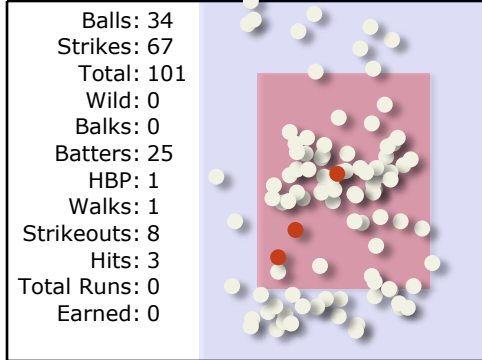 Balls: 34
Strikes: 67
Total: 101
Wild: 0
Balks: 0
Batters: 25
HBP: 1
Walks: 1
Strikeouts: 8
Hits: 3
Total Runs: 0
Earned: 0